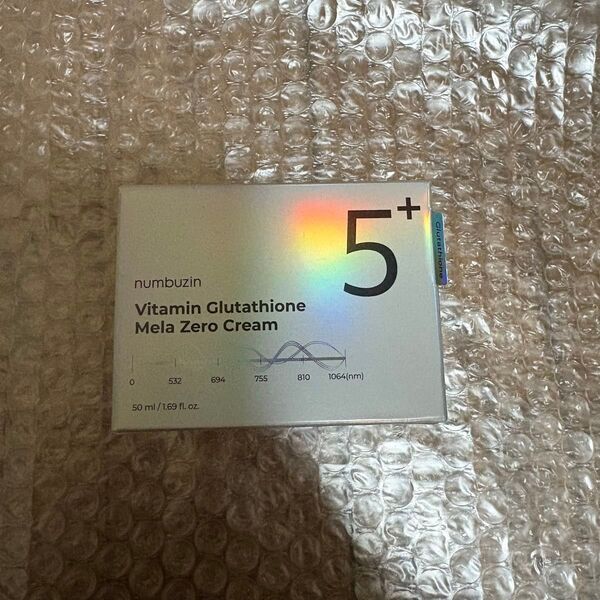 5+
Glutathione
numbuzin
Vitamin Glutathione
Mela Zero Cream
0 532 694 755 810 1064(nm)
50 ml / 1.69 fl. oz.